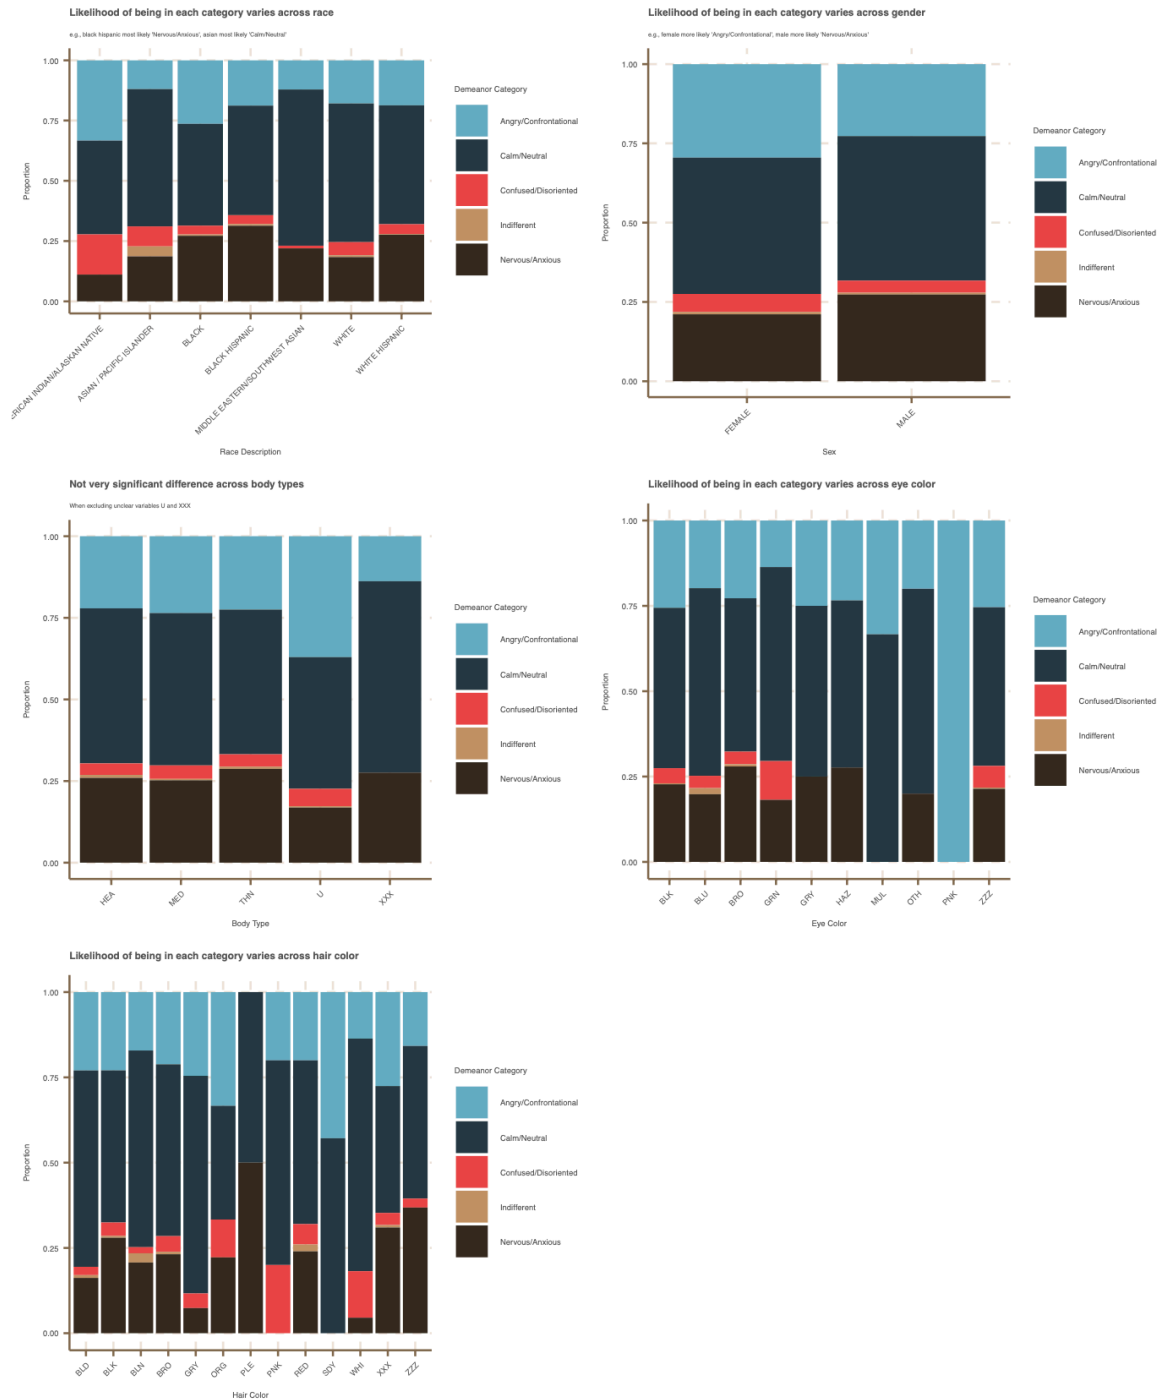 Likelihood of being in each category varies across race
e.g., black hispanic most likely 'Nervous/Anxious', asian most likely 'Calm/Neutral'
1.00
0.75
0.50
0.25
0.00
Proportion
ERICAN INDIAN/ALASKAN NATIVE
ASIAN / PACIFIC ISLANDER
BLACK
BLACK HISPANIC
MIDDLE EASTERN/SOUTHWEST ASIAN
WHITE
WHITE HISPANIC
Race Description
Demeanor Category
Angry/Confrontational
Calm/Neutral
Confused/Disoriented
Indifferent
Nervous/Anxious
Likelihood of being in each category varies across gender
e.g., female more likely 'Angry/Confrontational', male more likely 'Nervous/Anxious'
1.00
0.75
0.50
0.25
0.00
Proportion
FEMALE
MALE
Sex
Demeanor Category
Angry/Confrontational
Calm/Neutral
Confused/Disoriented
Indifferent
Nervous/Anxious
Not very significant difference across body types
When excluding unclear variables U and XXX
1.00
0.75
0.50
0.25
0.00
Proportion
HEA
MED
THN
U
XXX
Body Type
Demeanor Category
Angry/Confrontational
Calm/Neutral
Confused/Disoriented
Indifferent
Nervous/Anxious
Likelihood of being in each category varies across eye color
1.00
0.75
0.50
0.25
0.00
Proportion
BLK
BLU
BRO
GRN
GRY
HAZ
MUL
OTH
PNK
ZZZ
Eye Color
Demeanor Category
Angry/Confrontational
Calm/Neutral
Confused/Disoriented
Indifferent
Nervous/Anxious
Likelihood of being in each category varies across hair color
1.00
0.75
0.50
0.25
0.00
Proportion
BLD
BLK
BLN
BRO
GRY
ORG
PLE
PNK
RED
SDY
WHI
XXX
ZZZ
Hair Color
Demeanor Category
Angry/Confrontational
Calm/Neutral
Confused/Disoriented
Indifferent
Nervous/Anxious